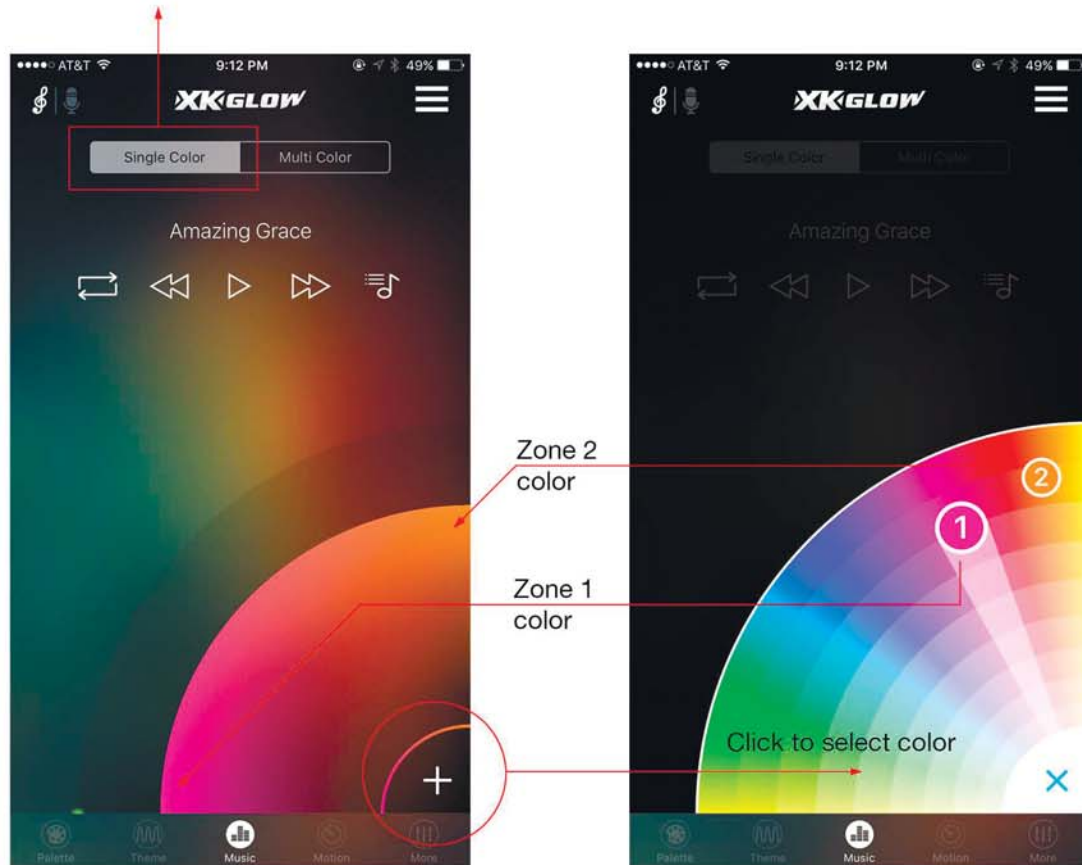 AT&T 9:12 PM 49%
XKGLOW
Single Color Multi Color
Amazing Grace
Palette Theme Music Motion More
Zone 2
color
Zone 1
color
AT&T 9:12 PM 49%
XKGLOW
Single Color Multi Color
Amazing Grace
2
1
Click to select color
Palette Theme Music Motion More